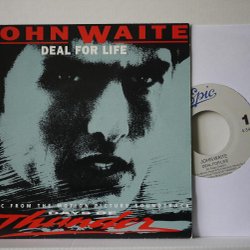 JOHN WAITE
DEAL FOR LIFE
C FROM THE MOTION PICTURE SOUNDTRACK
DAYS OF
Thunder
Epic
1
JOHN WAITE
DEAL FOR LIFE